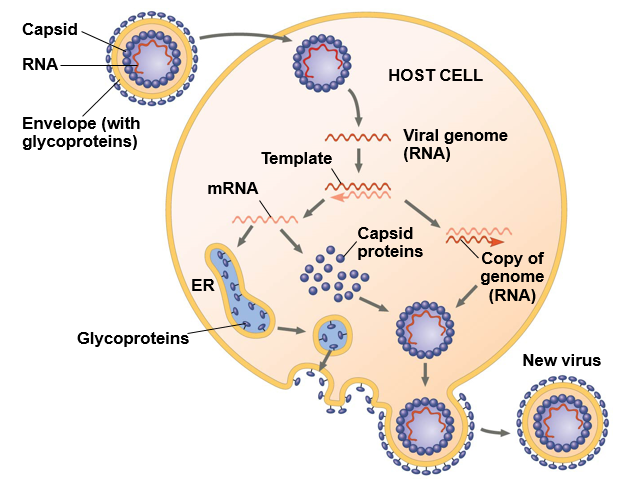 Capsid
RNA
Envelope (with
glycoproteins)
HOST CELL
Viral genome
(RNA)
Template
mRNA
Capsid
proteins
Copy of
genome
(RNA)
ER
Glycoproteins
New virus